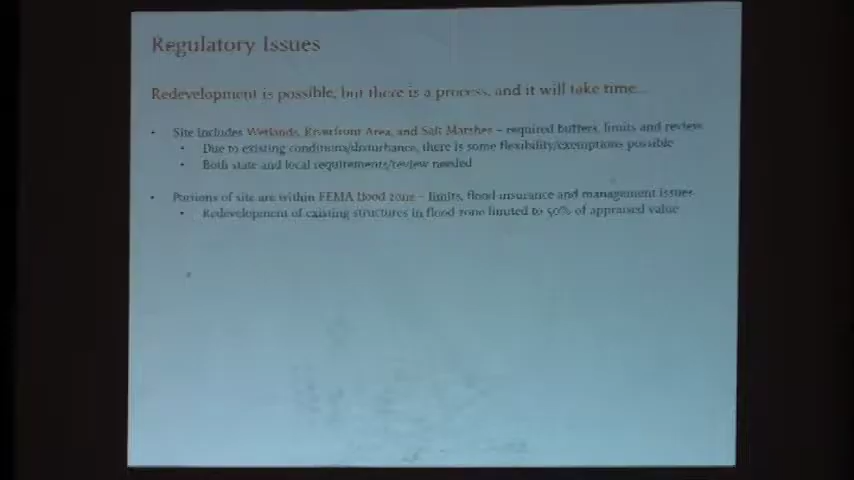 Regulatory Issues
Redevelopment is possible, but there is a process, and it will take time...
• Site includes Wetlands, Riverfront Area, and Salt Marshes – required buffers, limits and review
• Due to existing conditions/disturbance, there is some flexibility/exemptions possible
• Both state and local requirements/review needed
• Portions of site are within FEMA flood zone – limits, flood insurance and management issues
• Redevelopment of existing structures in flood zone limited to 50% of appraised value